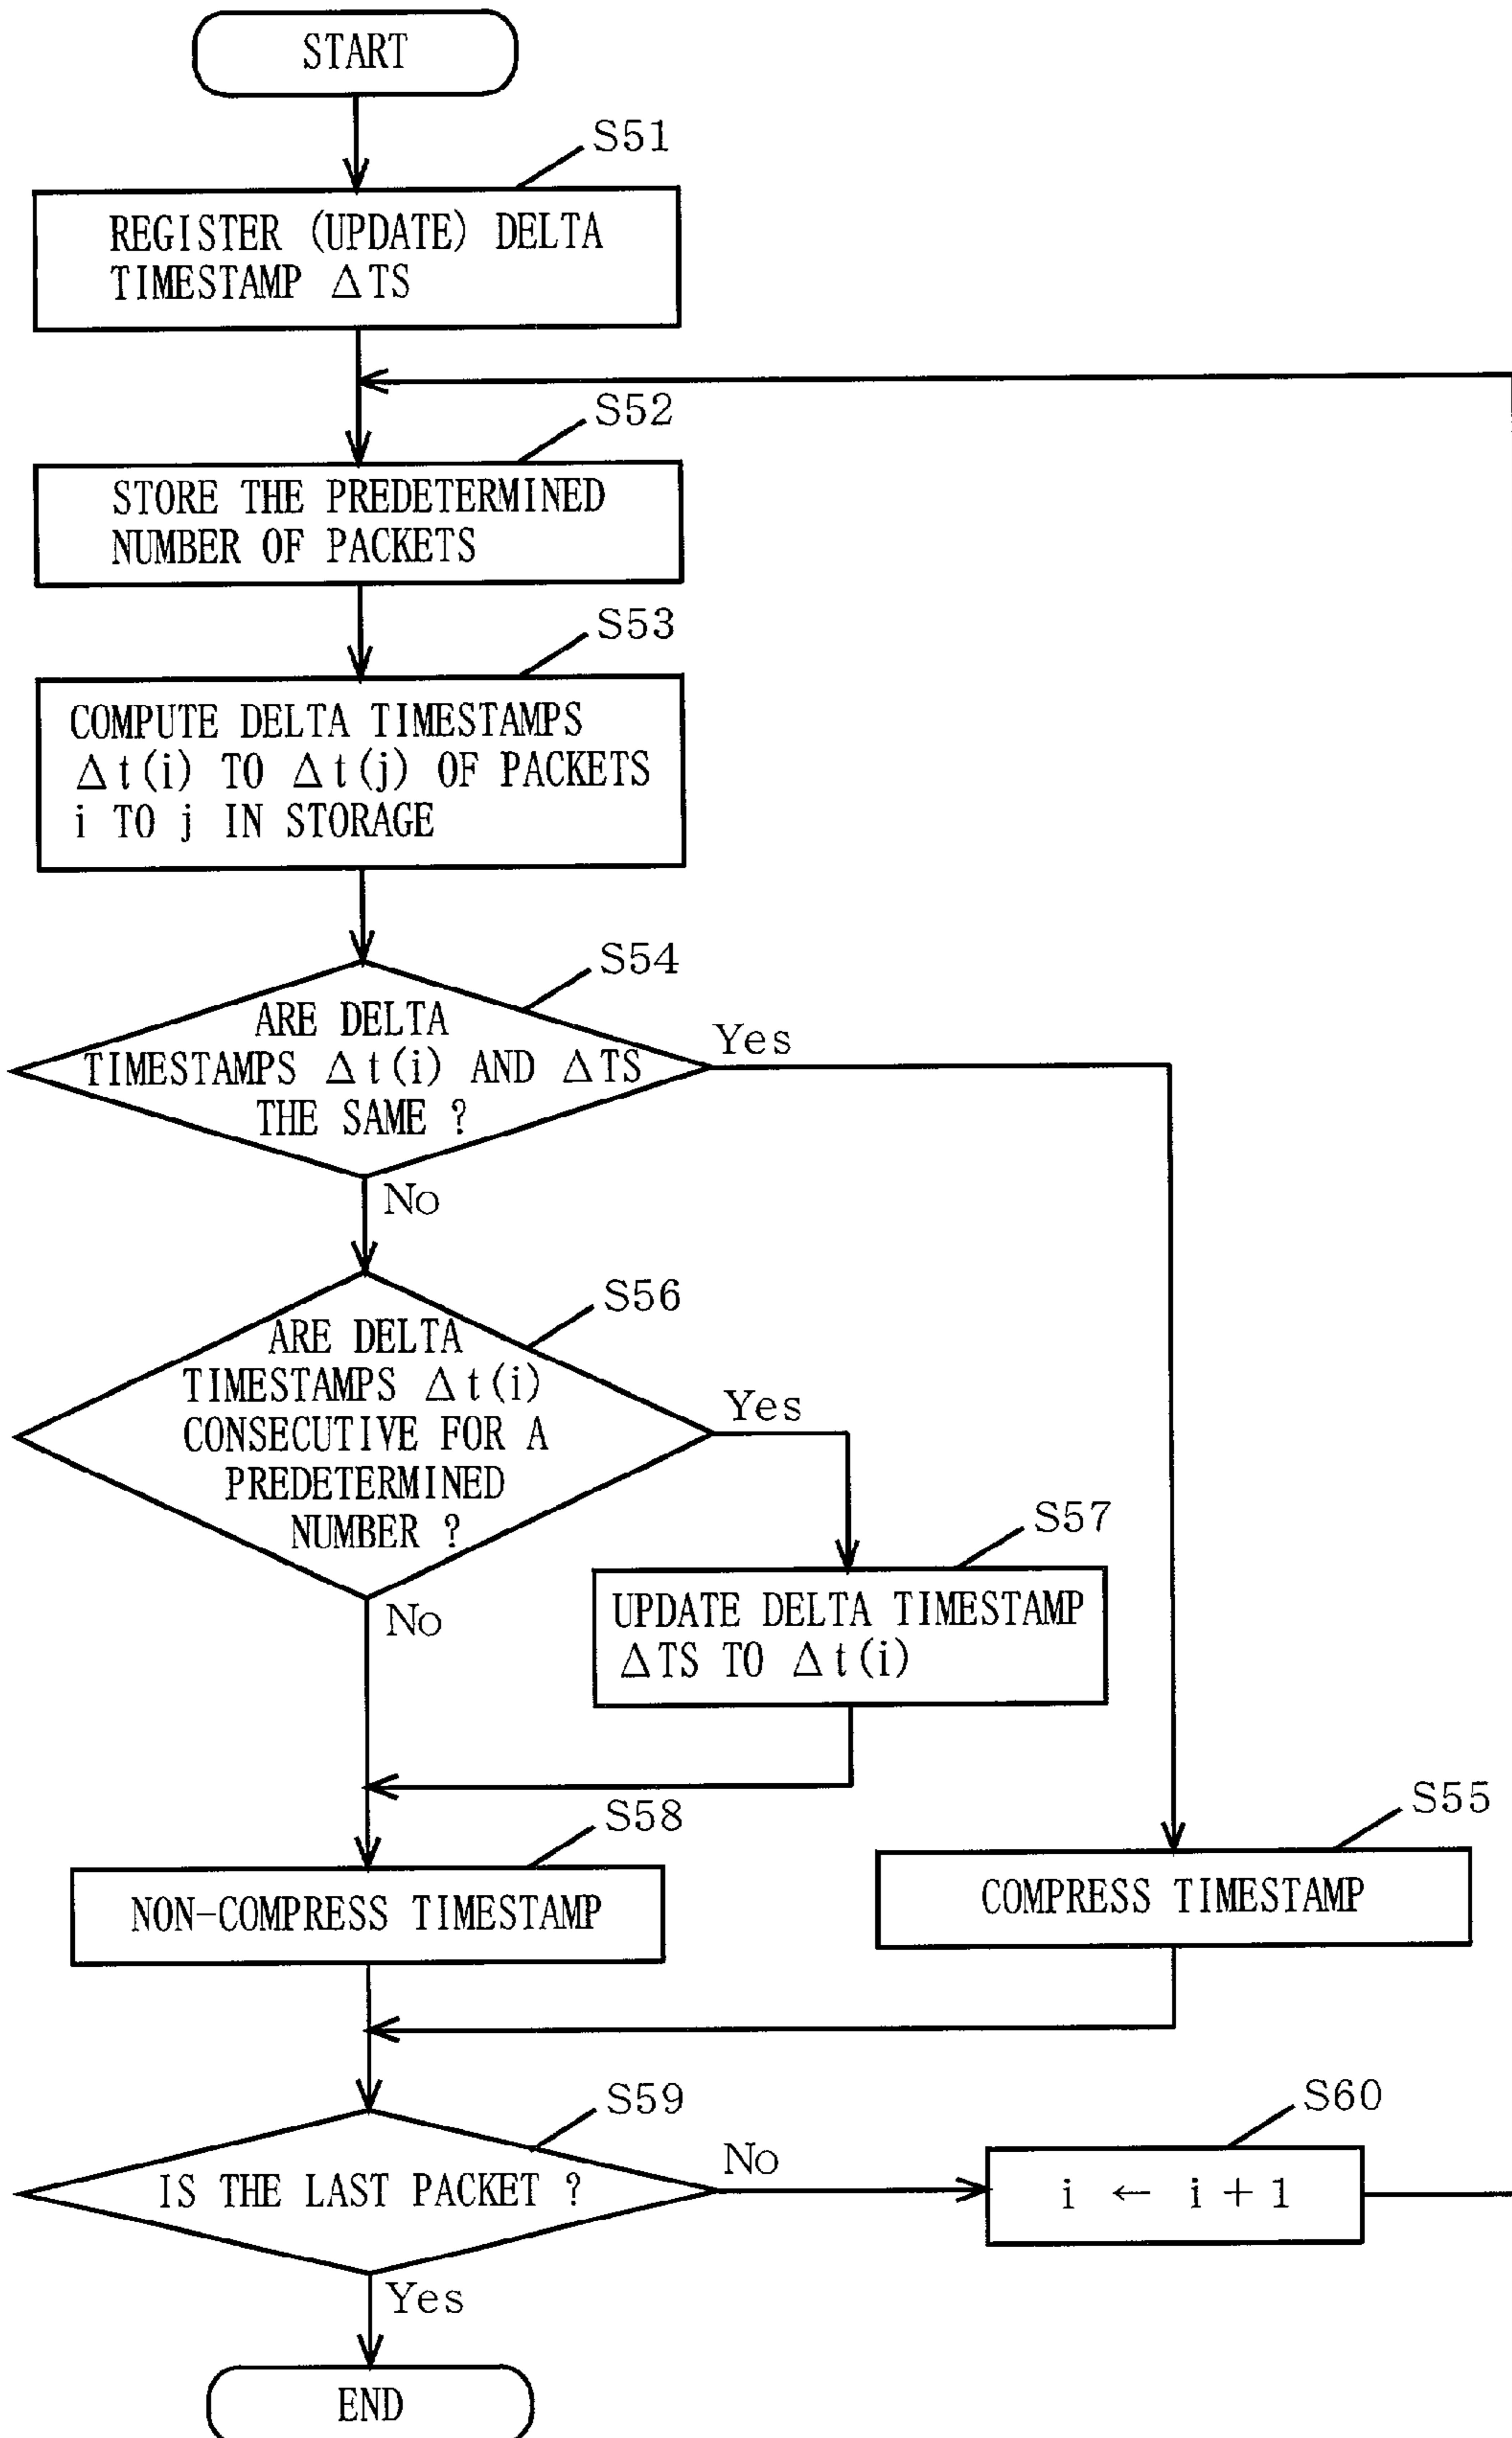 START
S51
REGISTER (UPDATE) DELTA
TIMESTAMP ΔTS
S52
STORE THE PREDETERMINED
NUMBER OF PACKETS
S53
COMPUTE DELTA TIMESTAMPS
Δt(i) TO Δt(j) OF PACKETS
i TO j IN STORAGE
S54
ARE DELTA
TIMESTAMPS Δt(i) AND ΔTS
THE SAME ?
Yes
No
S56
ARE DELTA
TIMESTAMPS Δt(i)
CONSECUTIVE FOR A
PREDETERMINED
NUMBER ?
Yes
No
S57
UPDATE DELTA TIMESTAMP
ΔTS TO Δt(i)
S58
NON-COMPRESS TIMESTAMP
S55
COMPRESS TIMESTAMP
S59
IS THE LAST PACKET ?
No
Yes
S60
i ← i+1
END